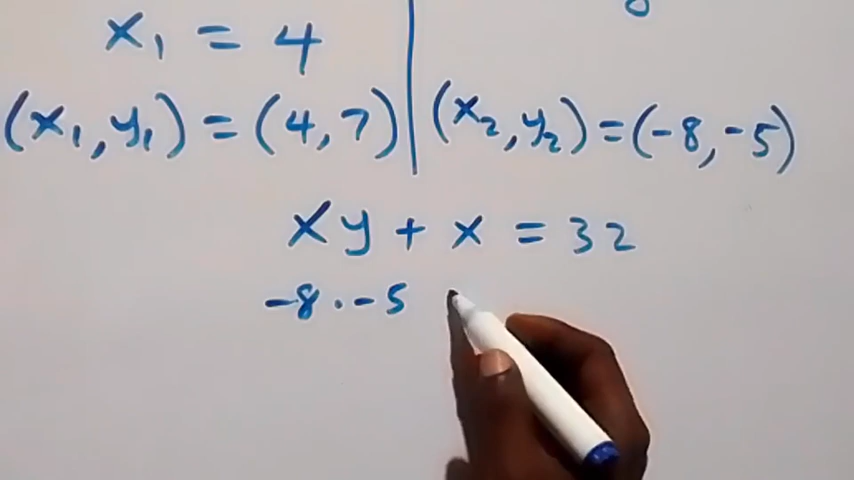 x₁ = 4
(x₁, y₁) = (4, 7)
(x₂, y₂) = (-8, -5)
xy + x = 32
-8 · -5